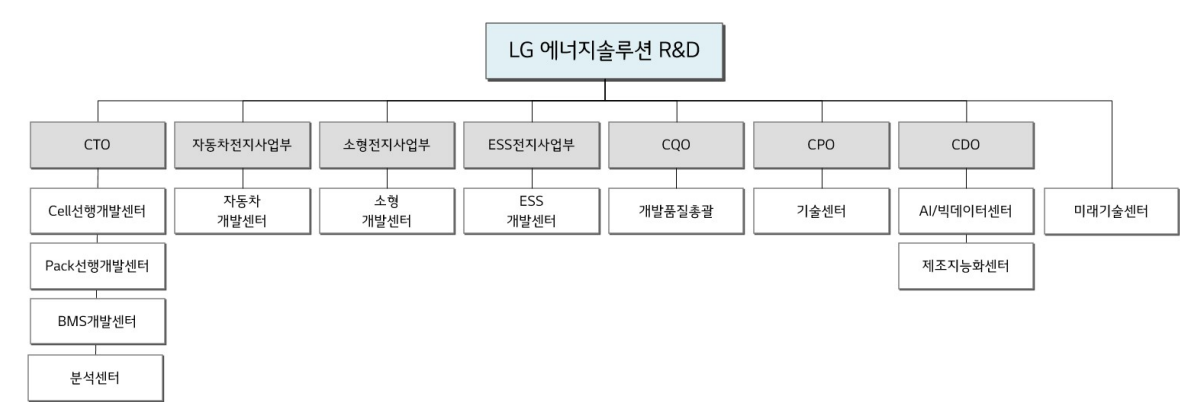 LG 에너지솔루션 R&D
CTO
자동차전지사업부
소형전지사업부
ESS전지사업부
CQO
CPO
CDO
Cell선행개발센터
자동차
개발센터
소형
개발센터
ESS
개발센터
개발품질총괄
기술센터
AI/빅데이터센터
미래기술센터
Pack선행개발센터
제조지능화센터
BMS개발센터
분석센터